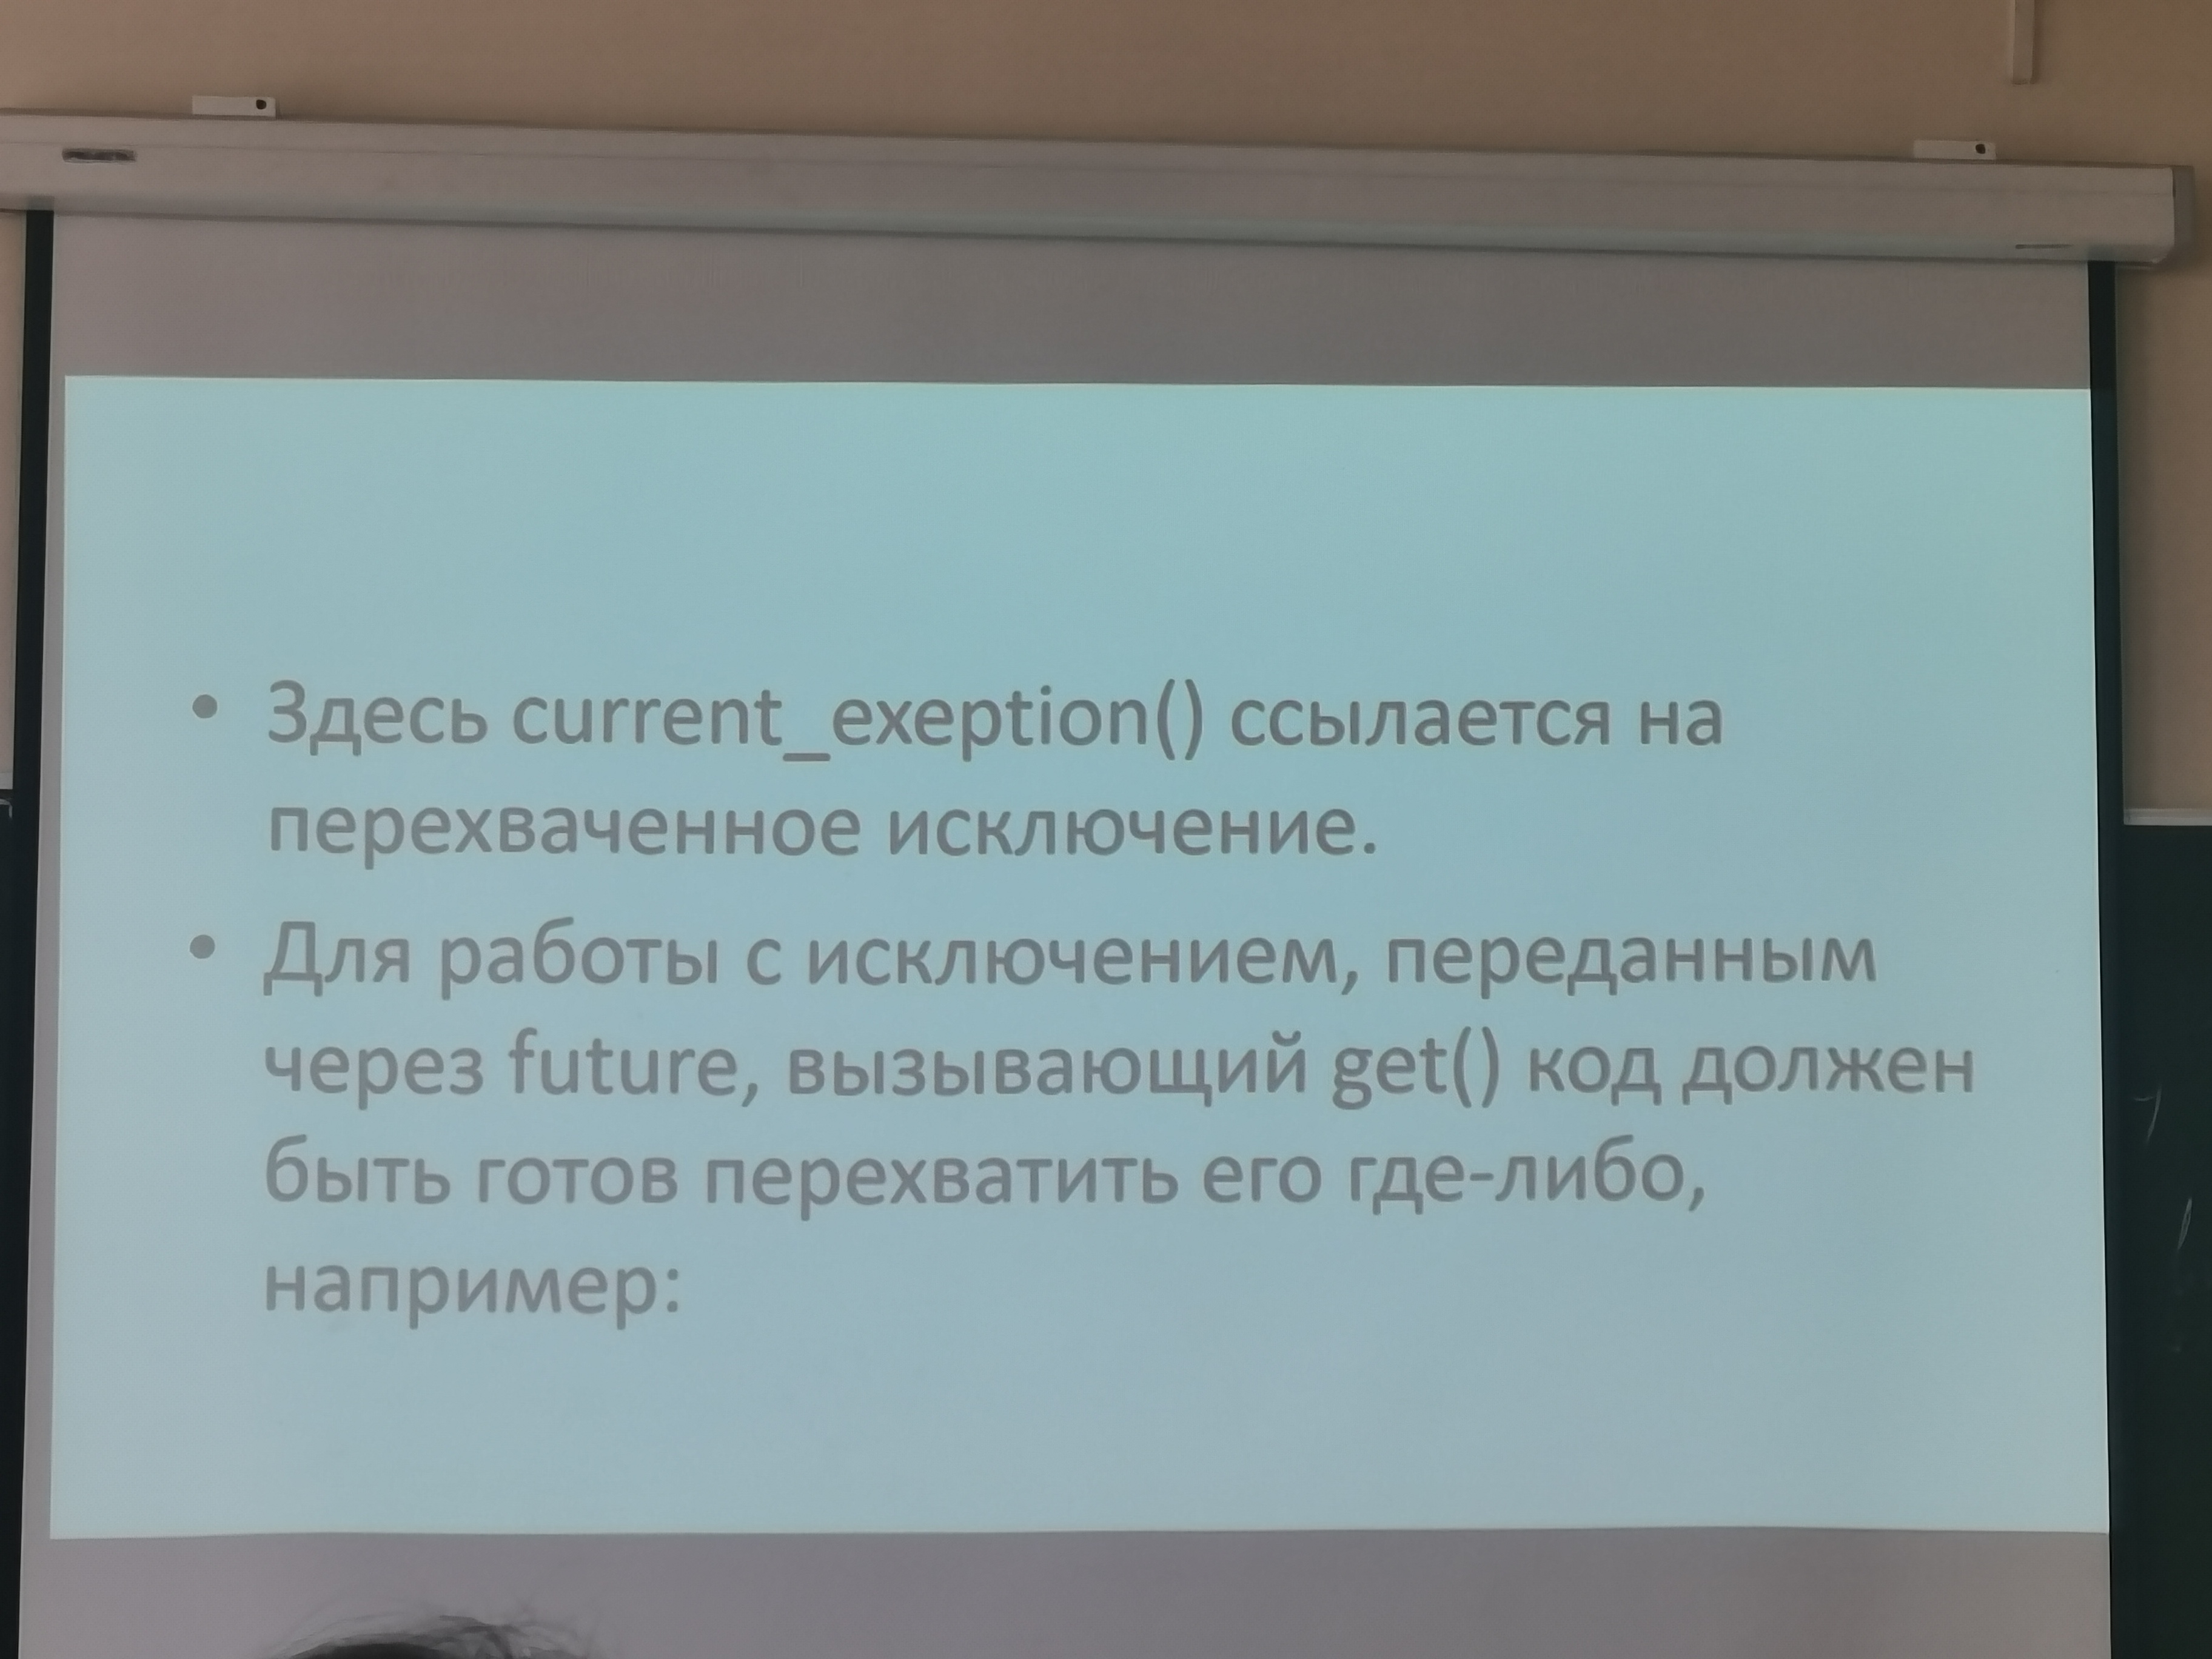 • Здесь current_exeption() ссылается на
перехваченное исключение.
• Для работы с исключением, переданным
через future, вызывающий get() код должен
быть готов перехватить его где-либо,
например: